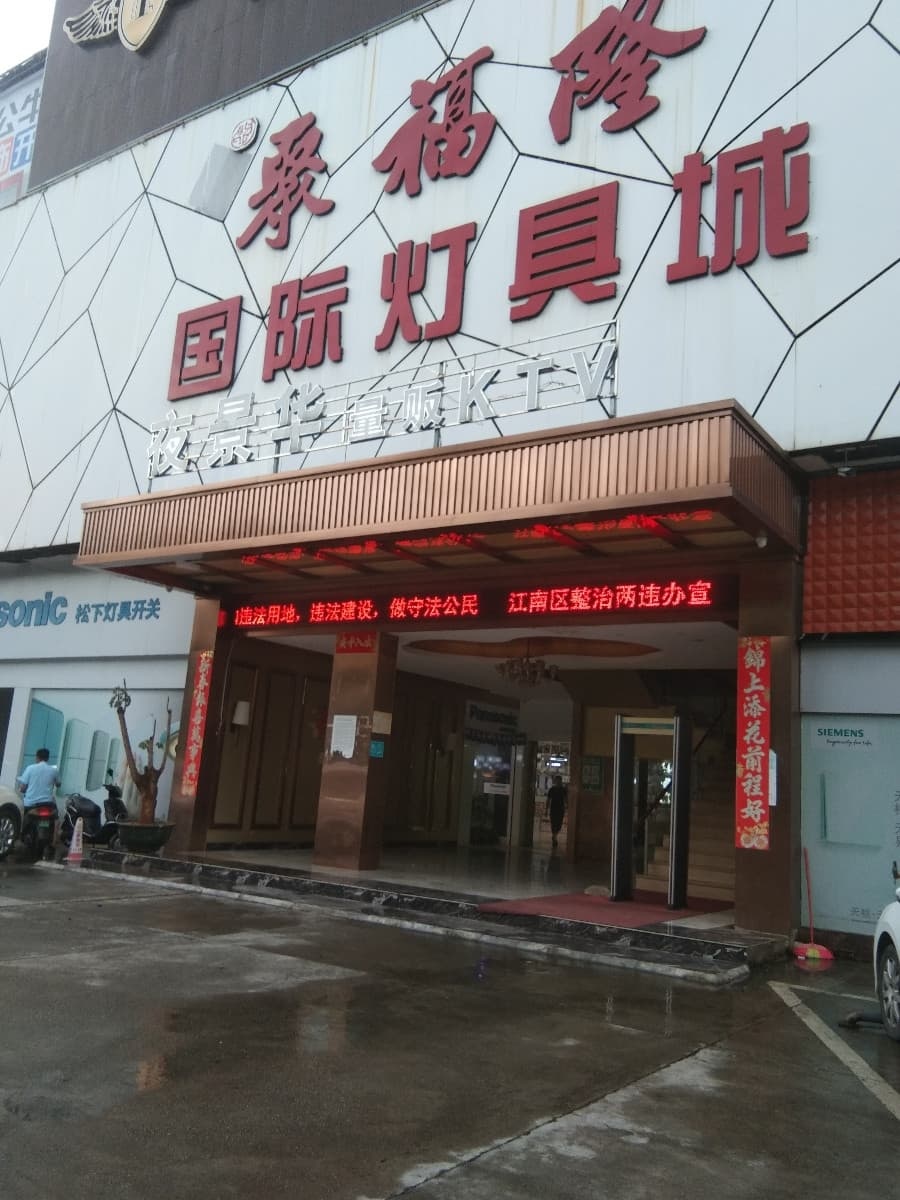 聚福隆
国际灯具城
夜景华量贩KTV
违法用地，违法建设，做守法公民 江南区整治两违办宣
sonic 松下灯具开关
锦上添花前程好
Panasonic
SIEMENS